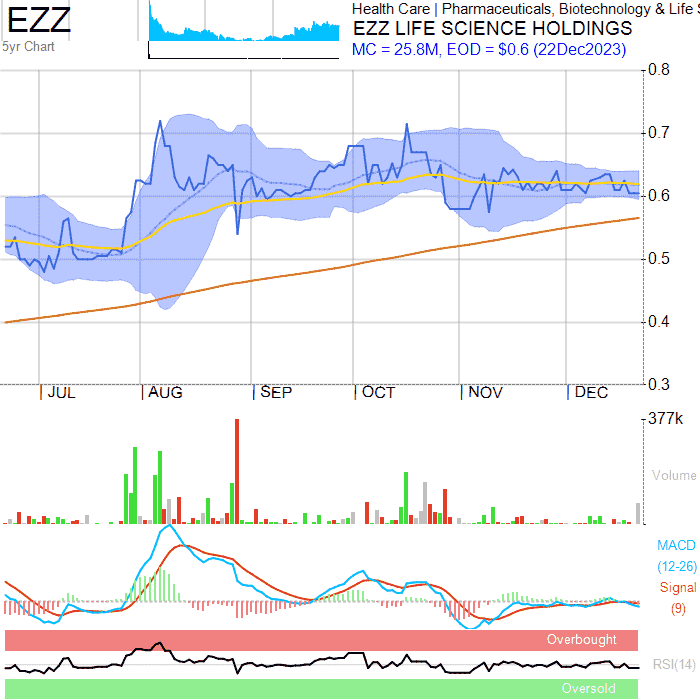 EZZ
5yr Chart
Health Care | Pharmaceuticals, Biotechnology & Life S
EZZ LIFE SCIENCE HOLDINGS
MC = 25.8M, EOD = $0.6 (22Dec2023)
0.8
0.7
0.6
0.5
0.4
0.3
JUL
AUG
SEP
OCT
NOV
DEC
377k
Volume
MACD
(12-26)
Signal
(9)
Overbought
RSI(14)
Oversold